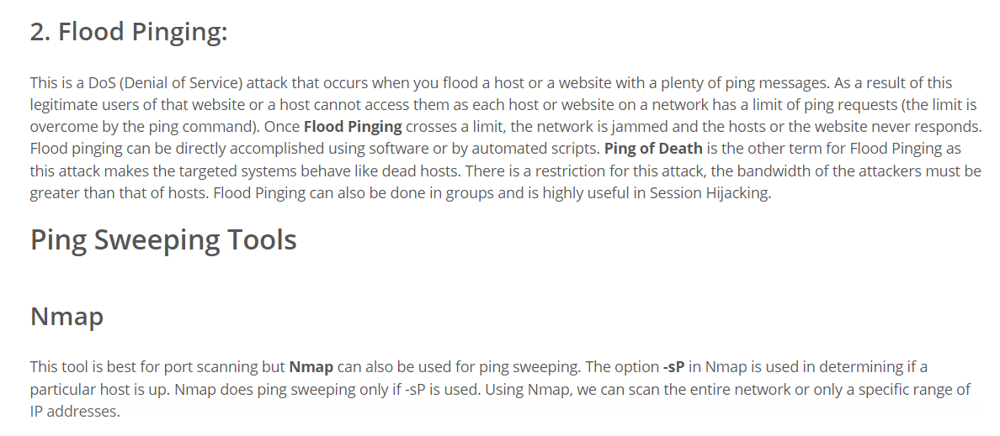 2. Flood Pinging:
This is a DoS (Denial of Service) attack that occurs when you flood a host or a website with a plenty of ping messages. As a result of this
legitimate users of that website or a host cannot access them as each host or website on a network has a limit of ping requests (the limit is
overcome by the ping command). Once Flood Pinging crosses a limit, the network is jammed and the hosts or the website never responds.
Flood pinging can be directly accomplished using software or by automated scripts. Ping of Death is the other term for Flood Pinging as
this attack makes the targeted systems behave like dead hosts. There is a restriction for this attack, the bandwidth of the attackers must be
greater than that of hosts. Flood Pinging can also be done in groups and is highly useful in Session Hijacking.
Ping Sweeping Tools
Nmap
This tool is best for port scanning but Nmap can also be used for ping sweeping. The option -sP in Nmap is used in determining if a
particular host is up. Nmap does ping sweeping only if -sP is used. Using Nmap, we can scan the entire network or only a specific range of
IP addresses.